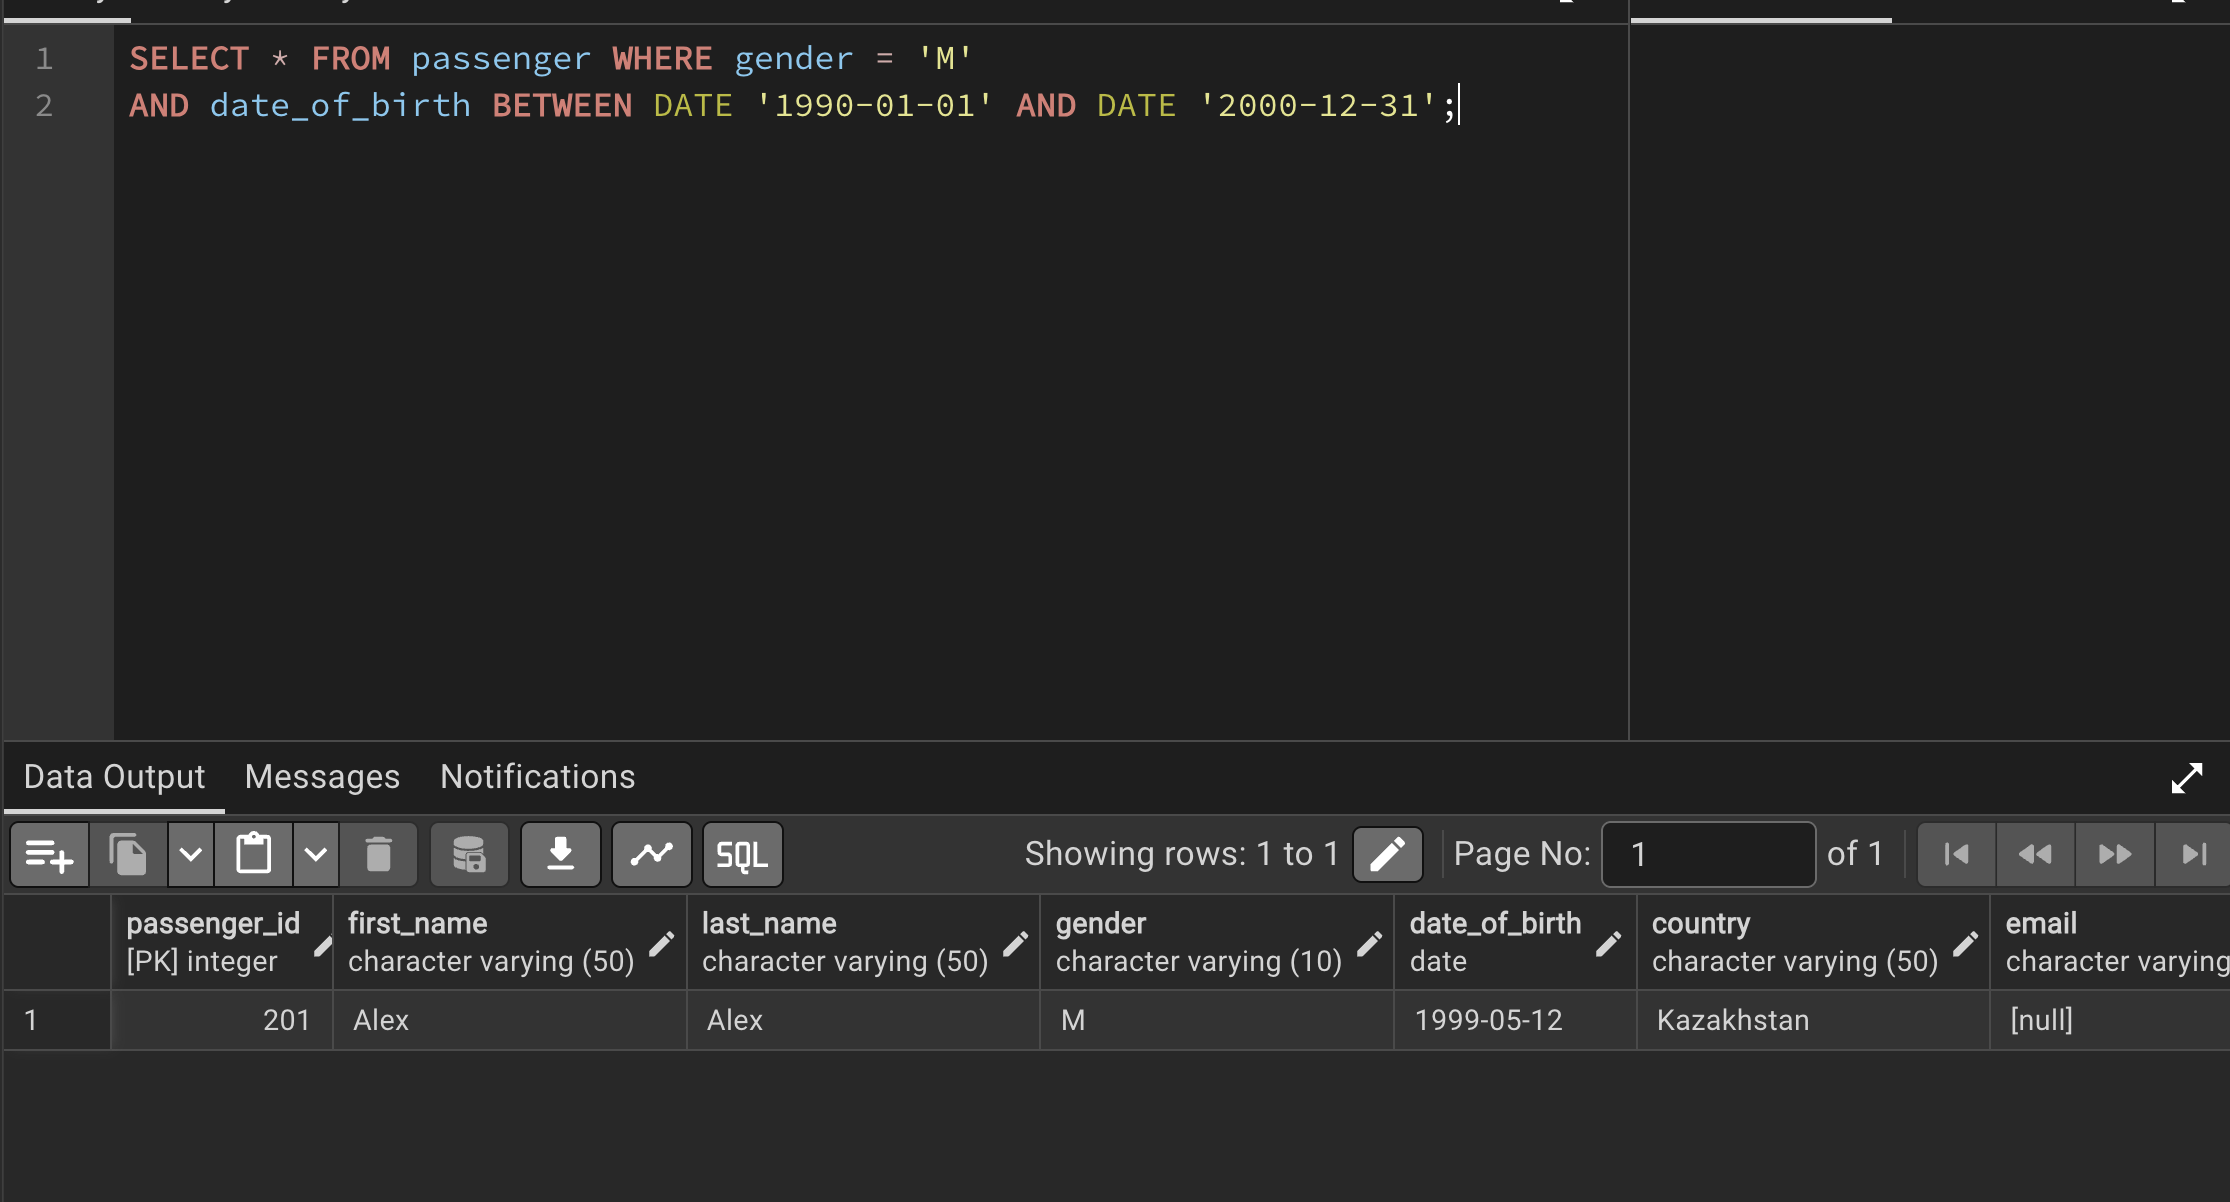 1 SELECT * FROM passenger WHERE gender = 'M'
2 AND date_of_birth BETWEEN DATE '1990-01-01' AND DATE '2000-12-31';
Data Output Messages Notifications
SQL Showing rows: 1 to 1 Page No: 1 of 1
passenger_id first_name last_name gender date_of_birth country email
[PK] integer character varying (50) character varying (50) character varying (10) date character varying (50) character varying
1 201 Alex Alex M 1999-05-12 Kazakhstan [null]